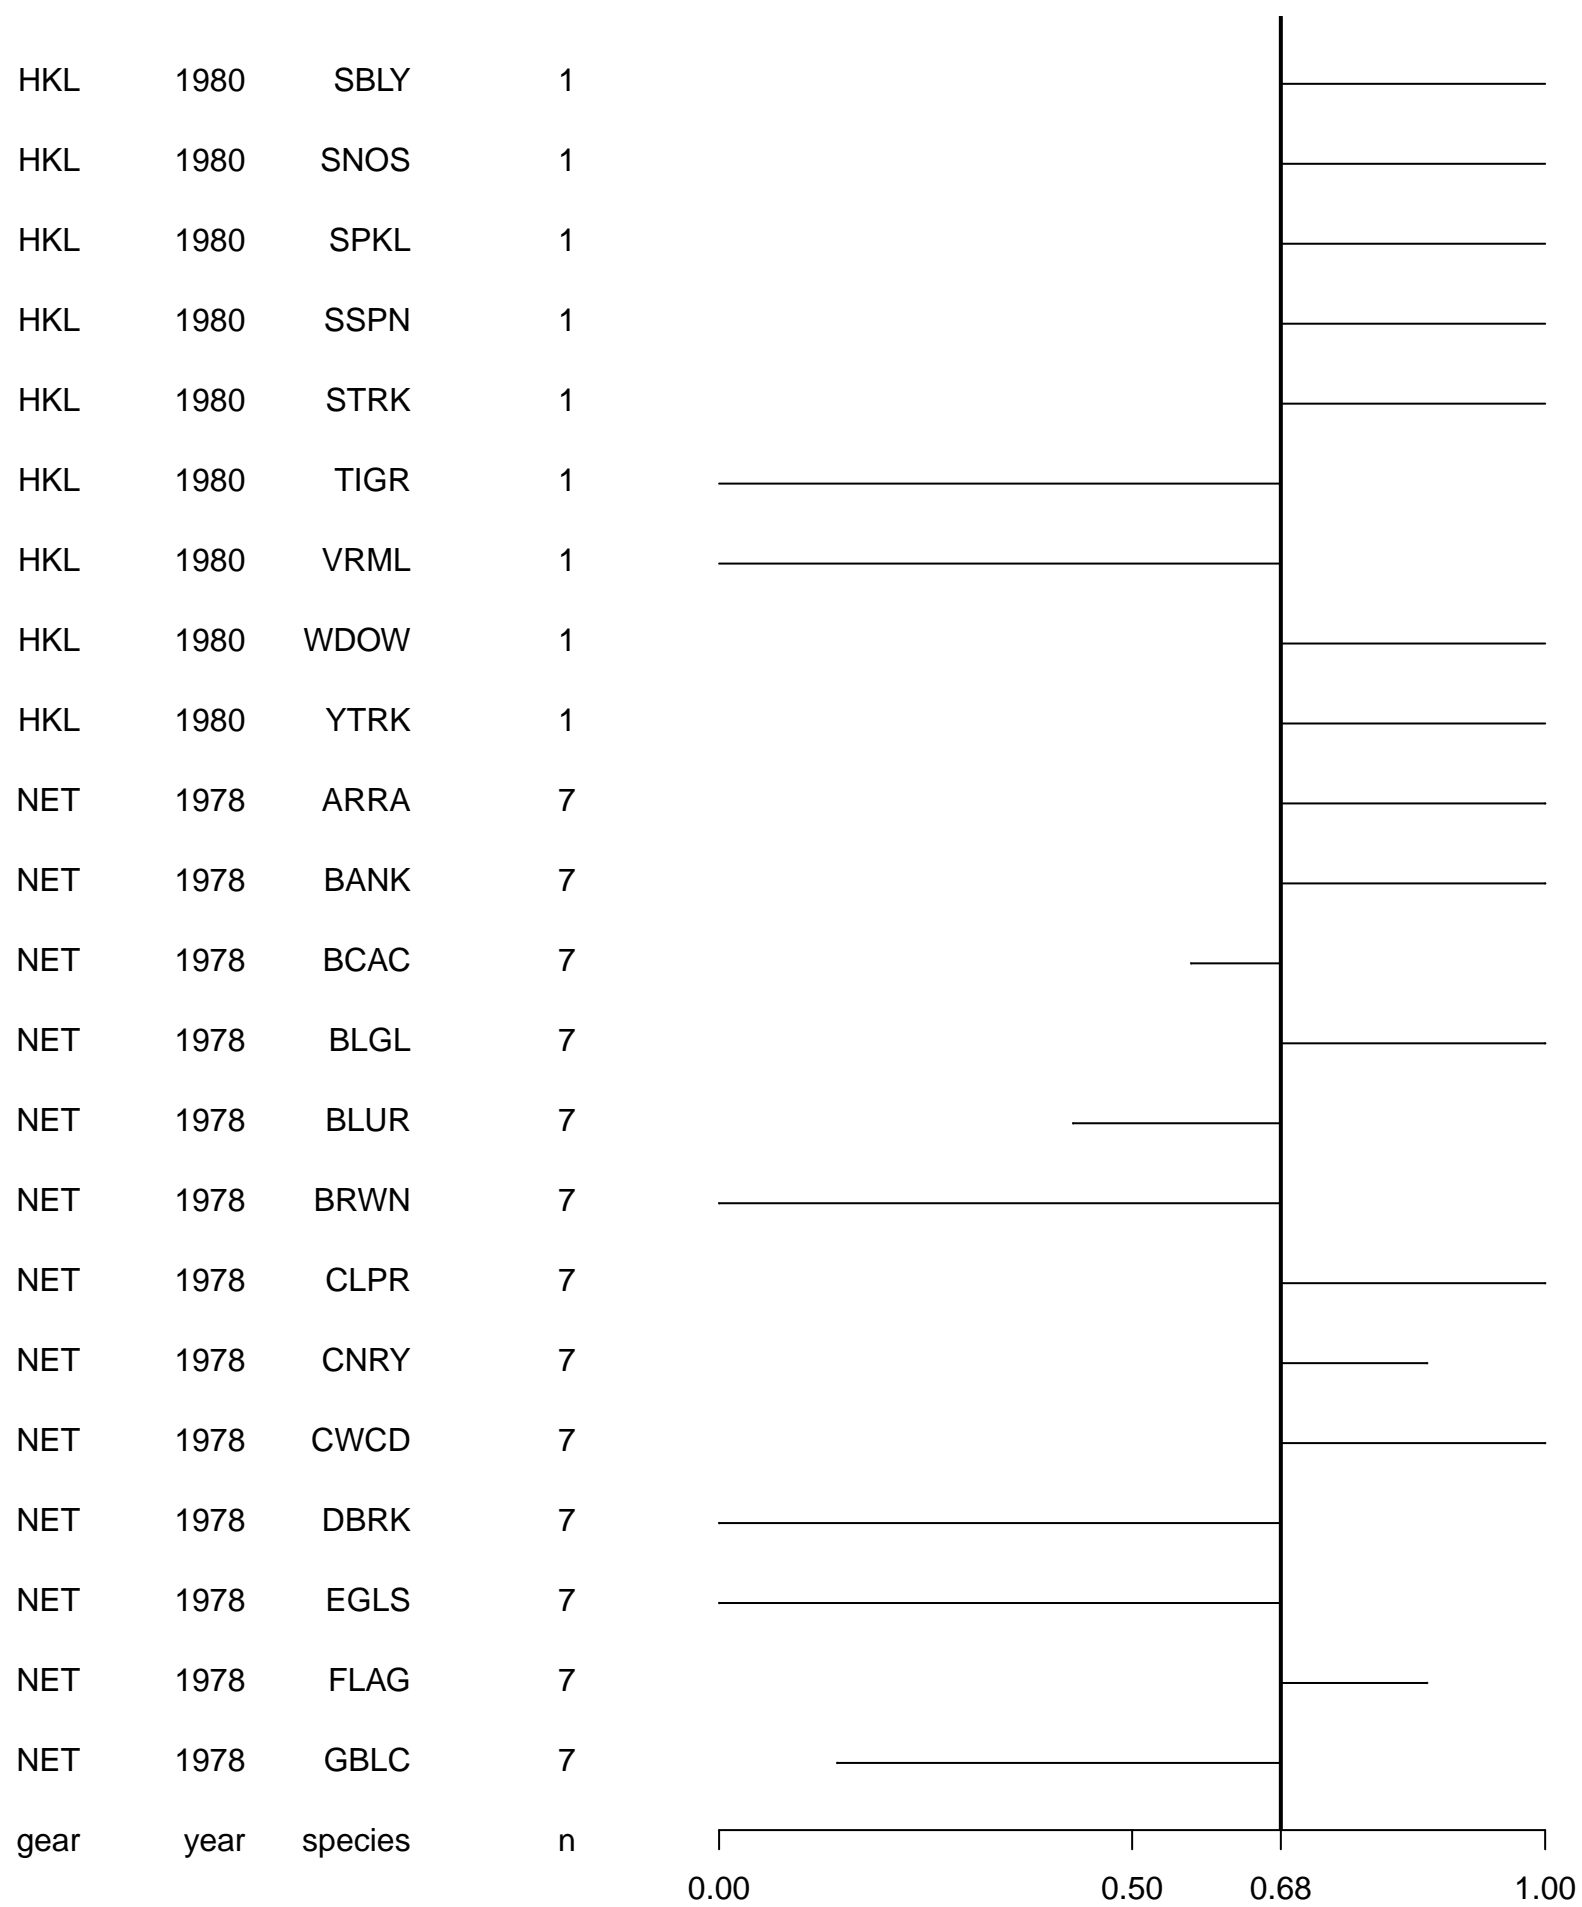 HKL 1980 SBLY 1
HKL 1980 SNOS 1
HKL 1980 SPKL 1
HKL 1980 SSPN 1
HKL 1980 STRK 1
HKL 1980 TIGR 1
HKL 1980 VRML 1
HKL 1980 WDOW 1
HKL 1980 YTRK 1
NET 1978 ARRA 7
NET 1978 BANK 7
NET 1978 BCAC 7
NET 1978 BLGL 7
NET 1978 BLUR 7
NET 1978 BRWN 7
NET 1978 CLPR 7
NET 1978 CNRY 7
NET 1978 CWCD 7
NET 1978 DBRK 7
NET 1978 EGLS 7
NET 1978 FLAG 7
NET 1978 GBLC 7
gear year species n
0.00 0.50 0.68 1.00